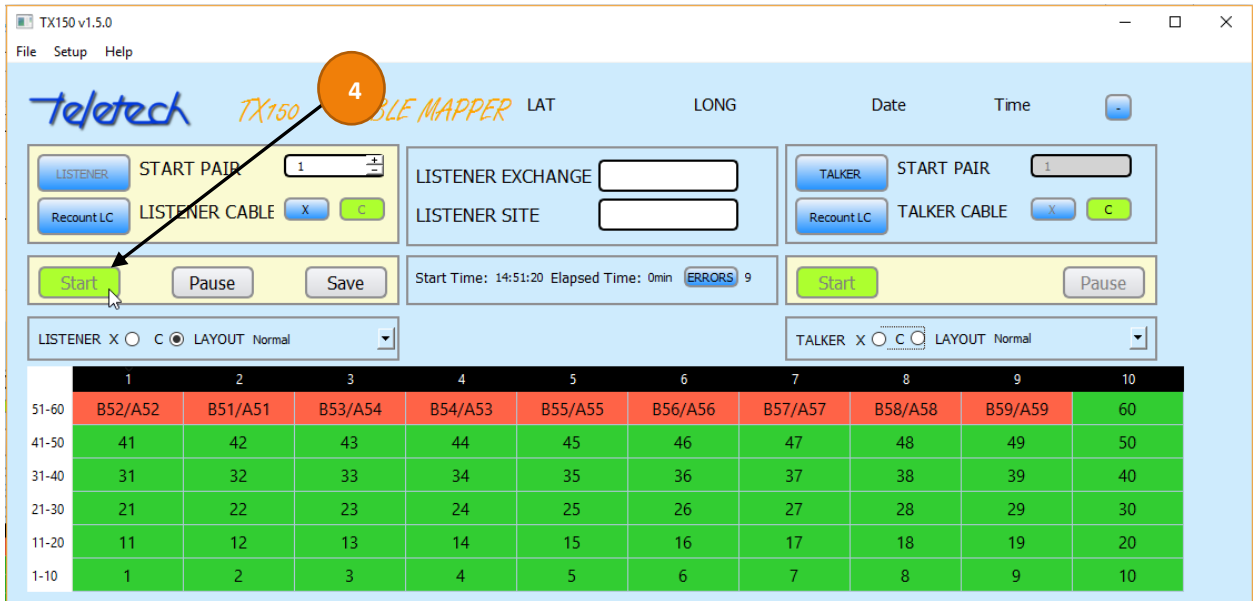 TX150 v1.5.0
File Setup Help
4
Teletech TX150 BLE MAPPER LAT LONG Date Time -
LISTENER START PAIR 1 + -
Recount LC LISTENER CABLE X C
LISTENER EXCHANGE
LISTENER SITE
TALKER START PAIR 1
Recount LC TALKER CABLE X C
Start Pause Save
Start Time: 14:51:20 Elapsed Time: 0min ERRORS 9
Start Pause
LISTENER X C LAYOUT Normal
TALKER X C LAYOUT Normal
1 2 3 4 5 6 7 8 9 10
51-60 B52/A52 B51/A51 B53/A54 B54/A53 B55/A55 B56/A56 B57/A57 B58/A58 B59/A59 60
41-50 41 42 43 44 45 46 47 48 49 50
31-40 31 32 33 34 35 36 37 38 39 40
21-30 21 22 23 24 25 26 27 28 29 30
11-20 11 12 13 14 15 16 17 18 19 20
1-10 1 2 3 4 5 6 7 8 9 10